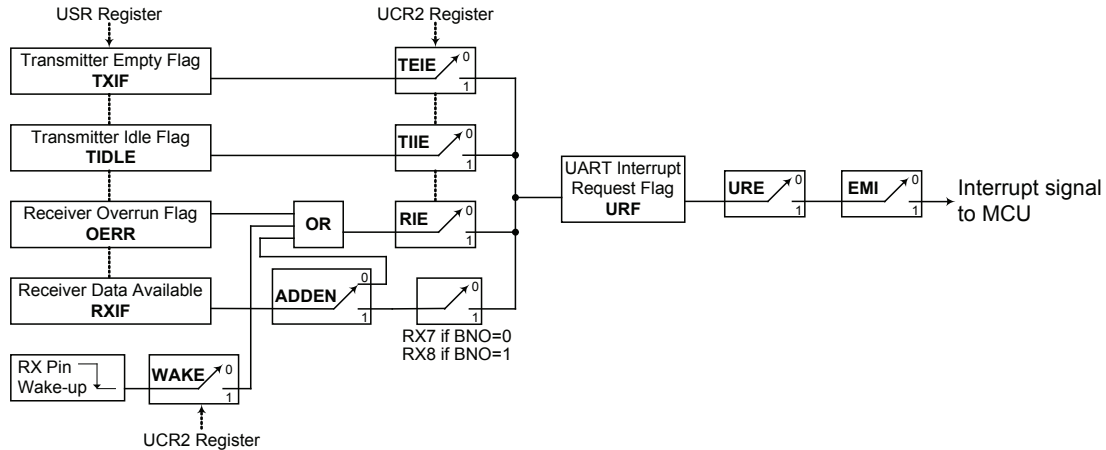 USR Register
UCR2 Register
Transmitter Empty Flag
TXIF
TEIE
0
1
Transmitter Idle Flag
TIDLE
TIIE
0
1
UART Interrupt
Request Flag
URF
URE
0
1
EMI
0
1
Interrupt signal
to MCU
Receiver Overrun Flag
OERR
OR
RIE
0
1
Receiver Data Available
RXIF
ADDEN
0
1
0
1
RX7 if BNO=0
RX8 if BNO=1
RX Pin
Wake-up
WAKE
0
1
UCR2 Register